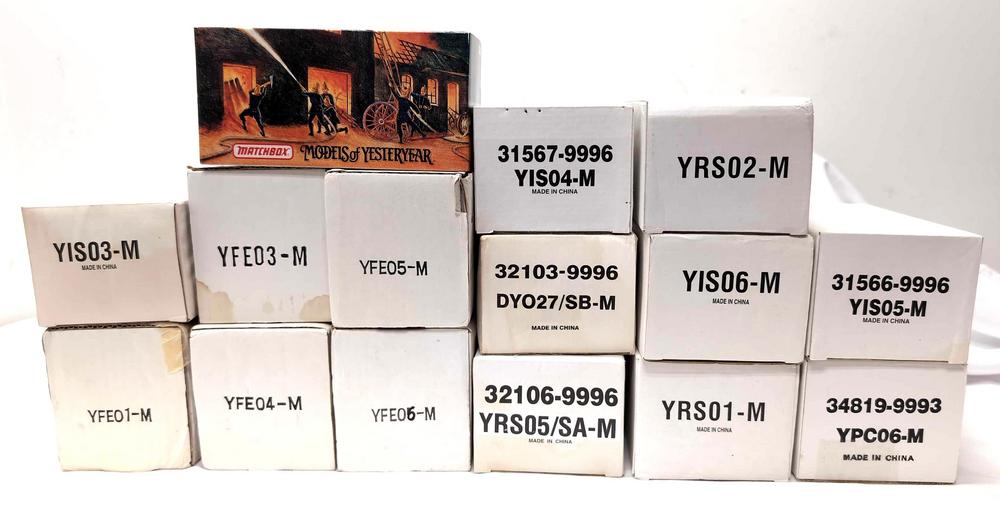 MATCHBOX MODELS of YESTERYEAR
31567-9996
YIS04-M
MADE IN CHINA
YRS02-M
YIS03-M
MADE IN CHINA
YFE03-M
YFE05-M
32103-9996
DYO27/SB-M
MADE IN CHINA
YIS06-M
MADE IN CHINA
31566-9996
YIS05-M
MADE IN CHINA
YFE01-M
YFE04-M
YFE06-M
32106-9996
YRS05/SA-M
MADE IN CHINA
YRS01-M
MADE IN CHINA
34819-9993
YPC06-M
MADE IN CHINA